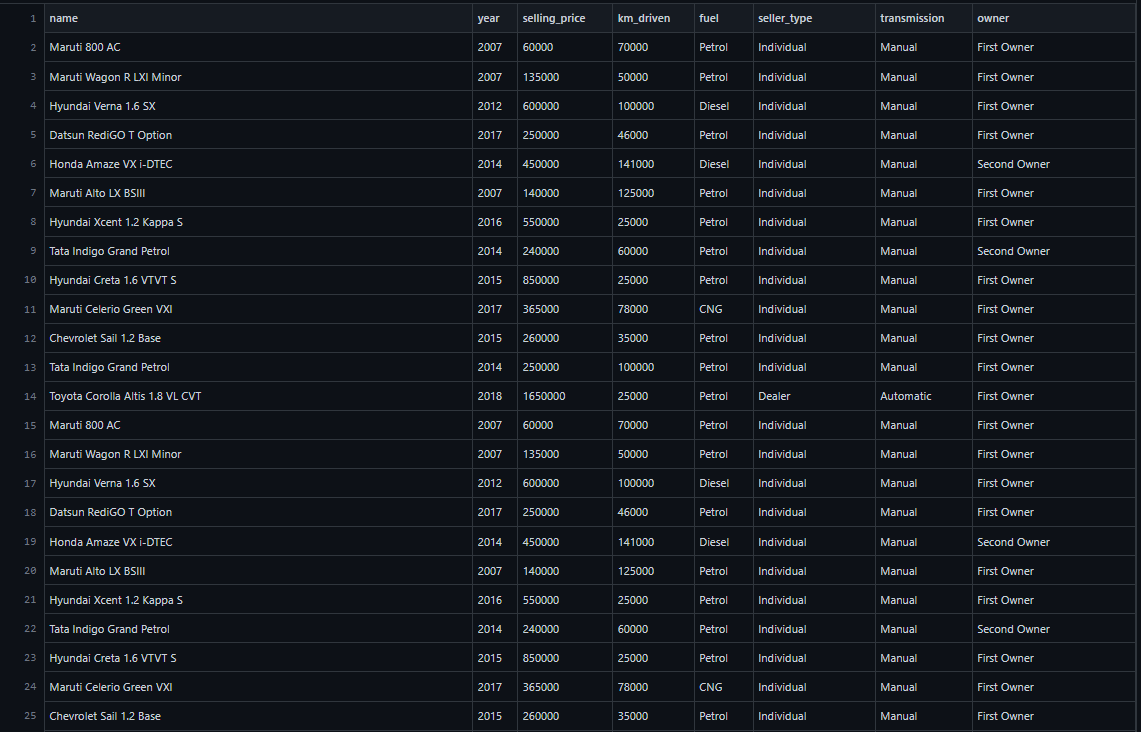 1 name year selling_price km_driven fuel seller_type transmission owner
2 Maruti 800 AC 2007 60000 70000 Petrol Individual Manual First Owner
3 Maruti Wagon R LXI Minor 2007 135000 50000 Petrol Individual Manual First Owner
4 Hyundai Verna 1.6 SX 2012 600000 100000 Diesel Individual Manual First Owner
5 Datsun RediGO T Option 2017 250000 46000 Petrol Individual Manual First Owner
6 Honda Amaze VX i-DTEC 2014 450000 141000 Diesel Individual Manual Second Owner
7 Maruti Alto LX BSIII 2007 140000 125000 Petrol Individual Manual First Owner
8 Hyundai Xcent 1.2 Kappa S 2016 550000 25000 Petrol Individual Manual First Owner
9 Tata Indigo Grand Petrol 2014 240000 60000 Petrol Individual Manual Second Owner
10 Hyundai Creta 1.6 VTVT S 2015 850000 25000 Petrol Individual Manual First Owner
11 Maruti Celerio Green VXI 2017 365000 78000 CNG Individual Manual First Owner
12 Chevrolet Sail 1.2 Base 2015 260000 35000 Petrol Individual Manual First Owner
13 Tata Indigo Grand Petrol 2014 250000 100000 Petrol Individual Manual First Owner
14 Toyota Corolla Altis 1.8 VL CVT 2018 1650000 25000 Petrol Dealer Automatic First Owner
15 Maruti 800 AC 2007 60000 70000 Petrol Individual Manual First Owner
16 Maruti Wagon R LXI Minor 2007 135000 50000 Petrol Individual Manual First Owner
17 Hyundai Verna 1.6 SX 2012 600000 100000 Diesel Individual Manual First Owner
18 Datsun RediGO T Option 2017 250000 46000 Petrol Individual Manual First Owner
19 Honda Amaze VX i-DTEC 2014 450000 141000 Diesel Individual Manual Second Owner
20 Maruti Alto LX BSIII 2007 140000 125000 Petrol Individual Manual First Owner
21 Hyundai Xcent 1.2 Kappa S 2016 550000 25000 Petrol Individual Manual First Owner
22 Tata Indigo Grand Petrol 2014 240000 60000 Petrol Individual Manual Second Owner
23 Hyundai Creta 1.6 VTVT S 2015 850000 25000 Petrol Individual Manual First Owner
24 Maruti Celerio Green VXI 2017 365000 78000 CNG Individual Manual First Owner
25 Chevrolet Sail 1.2 Base 2015 260000 35000 Petrol Individual Manual First Owner